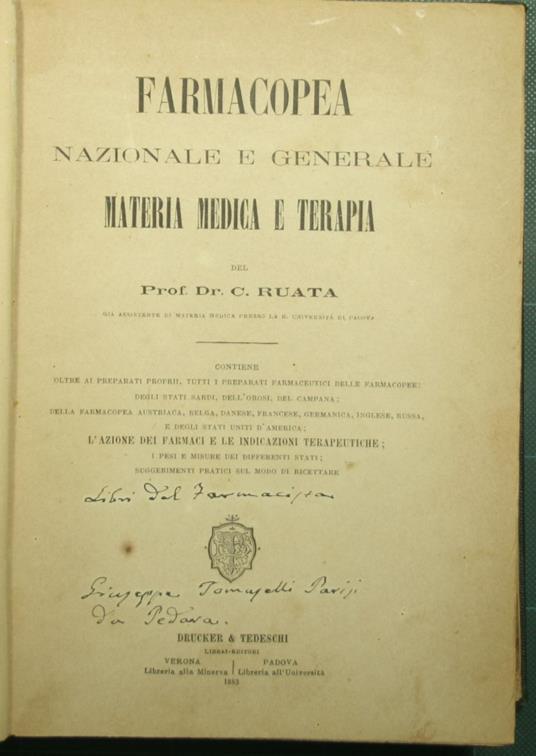 FARMACOPEA
NAZIONALE E GENERALE
MATERIA MEDICA E TERAPIA
DEL
Prof. Dr. C. RUATA
GIÀ ASSISTENTE DI MATERIA MEDICA PRESSO LA R. UNIVERSITÀ DI PADOVA
CONTIENE
OLTRE AI PREPARATI PROPRII, TUTTI I PREPARATI FARMACEUTICI DELLE FARMACOPEE:
DEGLI STATI SARDI, DELL'OROSI, DEL CAMPANA;
DELLA FARMACOPEA AUSTRIACA, BELGA, DANESE, FRANCESE, GERMANICA, INGLESE, RUSSA,
E DEGLI STATI UNITI D'AMERICA;
L'AZIONE DEI FARMACI E LE INDICAZIONI TERAPEUTICHE;
I PESI E MISURE DEI DIFFERENTI STATI;
SUGGERIMENTI PRATICI SUL MODO DI RICETTARE
Libri del Farmacista
Giuseppe Tomaselli Parisi
da Pedara.
DRUCKER & TEDESCHI
LIBRAI-EDITORI
VERONA PADOVA
Libreria alla Minerva Libreria all'Università
1883